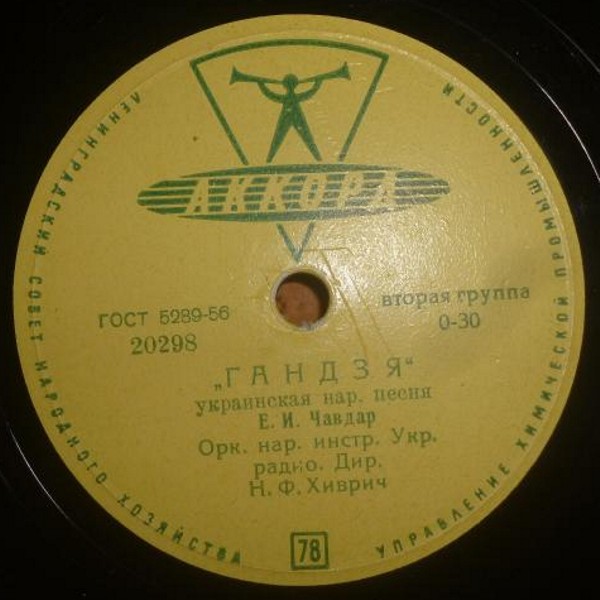 ЛЕНИНГРАДСКИЙ СОВЕТ НАРОДНОГО ХОЗЯЙСТВА
УПРАВЛЕНИЕ ХИМИЧЕСКОЙ ПРОМЫШЛЕННОСТИ
АККОРД
ГОСТ 5289-56
20298
вторая группа
0-30
„ГАНДЗЯ“
украинская нар. песня
Е. И. Чавдар
Орк. нар. инстр. Укр.
радио. Дир.
Н. Ф. Хиврич
78